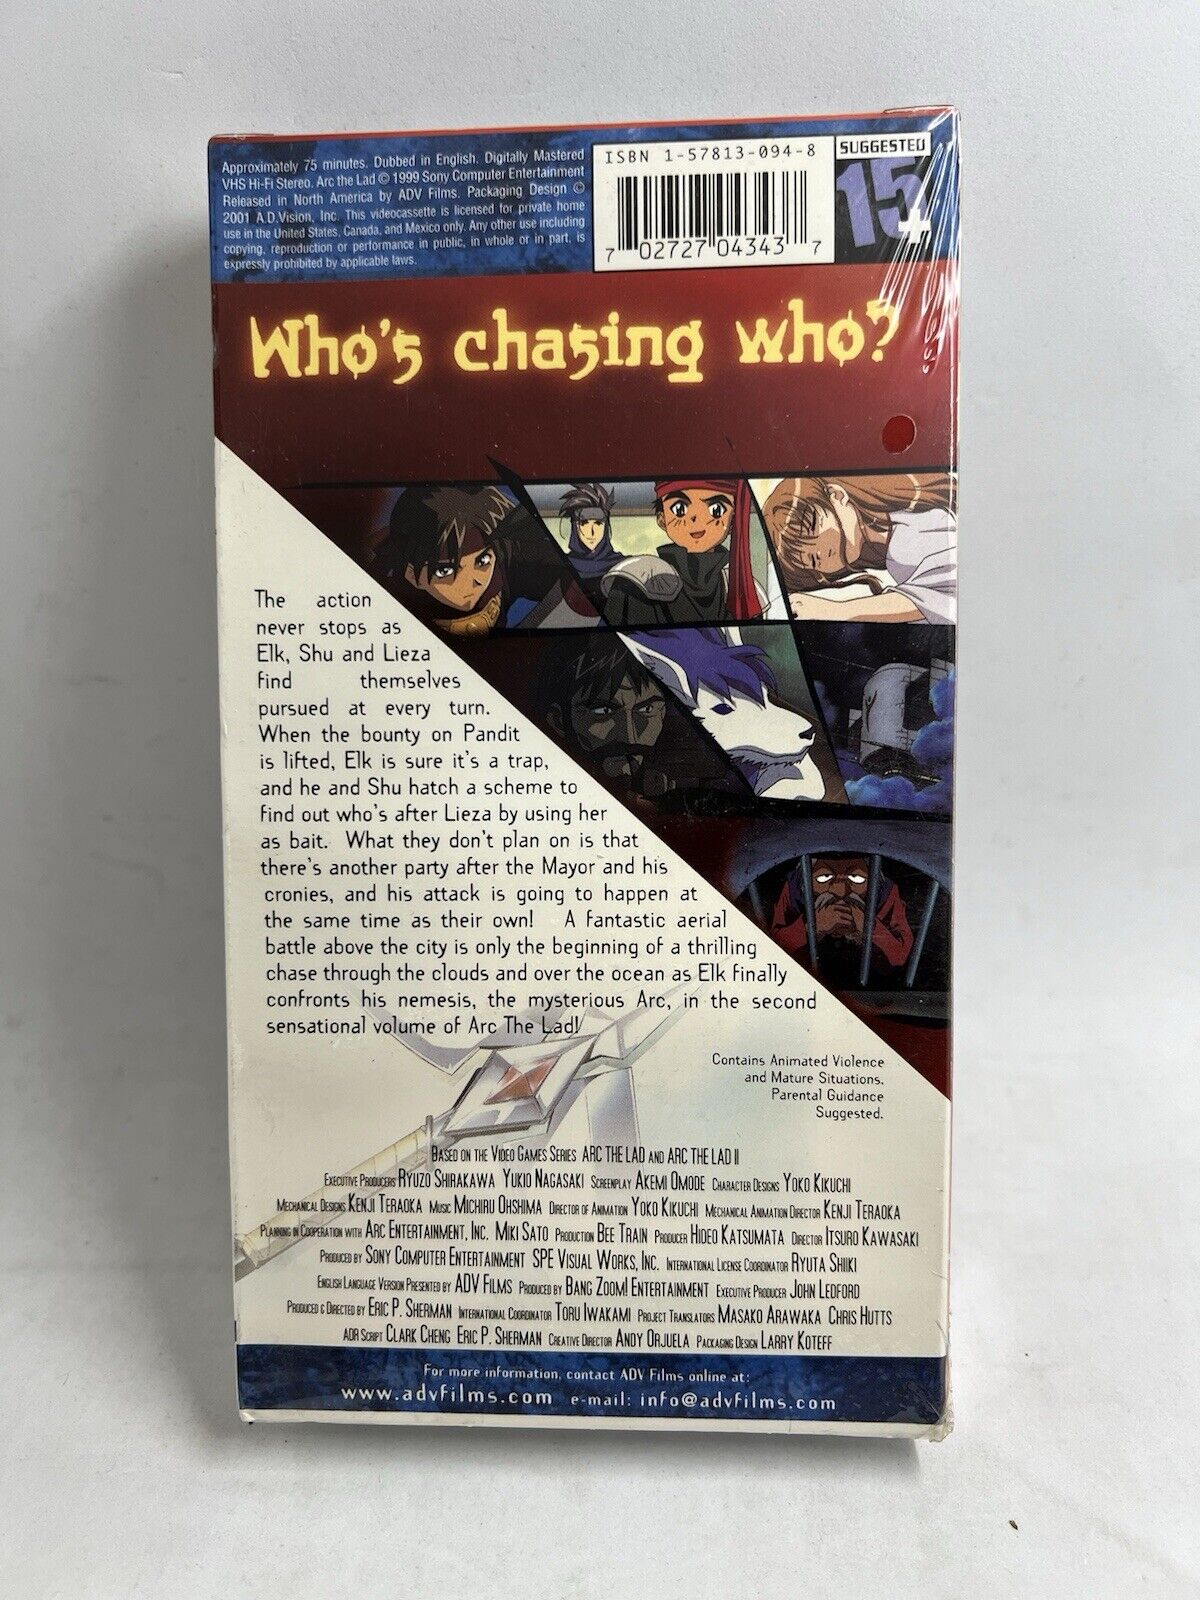 Approximately 75 minutes. Dubbed in English. Digitally Mastered
VHS Hi-Fi Stereo. Arc the Lad © 1999 Sony Computer Entertainment
Released in North America by ADV Films. Packaging Design ©
2001 A.D.Vision, Inc. This videocassette is licensed for private home
use in the United States, Canada, and Mexico only. Any other use including
copying, reproduction or performance in public, in whole or in part, is
expressly prohibited by applicable laws.
ISBN 1-57813-094-8
7 02727 04343 7
SUGGESTED
15+
Who's chasing who?
The action
never stops as
Elk, Shu and Lieza
find themselves
pursued at every turn.
When the bounty on Pandit
is lifted, Elk is sure it's a trap,
and he and Shu hatch a scheme to
find out who's after Lieza by using her
as bait. What they don't plan on is that
there's another party after the Mayor and his
cronies, and his attack is going to happen at
the same time as their own! A fantastic aerial
battle above the city is only the beginning of a thrilling
chase through the clouds and over the ocean as Elk finally
confronts his nemesis, the mysterious Arc, in the second
sensational volume of Arc The Lad!
Contains Animated Violence
and Mature Situations.
Parental Guidance
Suggested.
BASED ON THE VIDEO GAMES SERIES ARC THE LAD AND ARC THE LAD II
EXECUTIVE PRODUCERS RYUZO SHIRAKAWA YUKIO NAGASAKI SCREENPLAY AKEMI OMODE CHARACTER DESIGNS YOKO KIKUCHI
MECHANICAL DESIGNS KENJI TERAOKA MUSIC MICHIRU OHSHIMA DIRECTOR OF ANIMATION YOKO KIKUCHI MECHANICAL ANIMATION DIRECTOR KENJI TERAOKA
PLANNING IN COOPERATION WITH ARC ENTERTAINMENT, INC. MIKI SATO PRODUCTION BEE TRAIN PRODUCER HIDEO KATSUMATA DIRECTOR ITSURO KAWASAKI
PRODUCED BY SONY COMPUTER ENTERTAINMENT SPE VISUAL WORKS, INC. INTERNATIONAL LICENSE COORDINATOR RYUTA SHIIKI
ENGLISH LANGUAGE VERSION PRESENTED BY ADV FILMS PRODUCED BY BANG ZOOM! ENTERTAINMENT EXECUTIVE PRODUCER JOHN LEDFORD
PRODUCED & DIRECTED BY ERIC P. SHERMAN INTERNATIONAL COORDINATOR TORU IWAKAMI PROJECT TRANSLATORS MASAKO ARAWAKA CHRIS HUTTS
ADR SCRIPT CLARK CHENG ERIC P. SHERMAN CREATIVE DIRECTOR ANDY ORJUELA PACKAGING DESIGN LARRY KOTEFF
For more information, contact ADV Films online at:
www.advfilms.com e-mail: info@advfilms.com